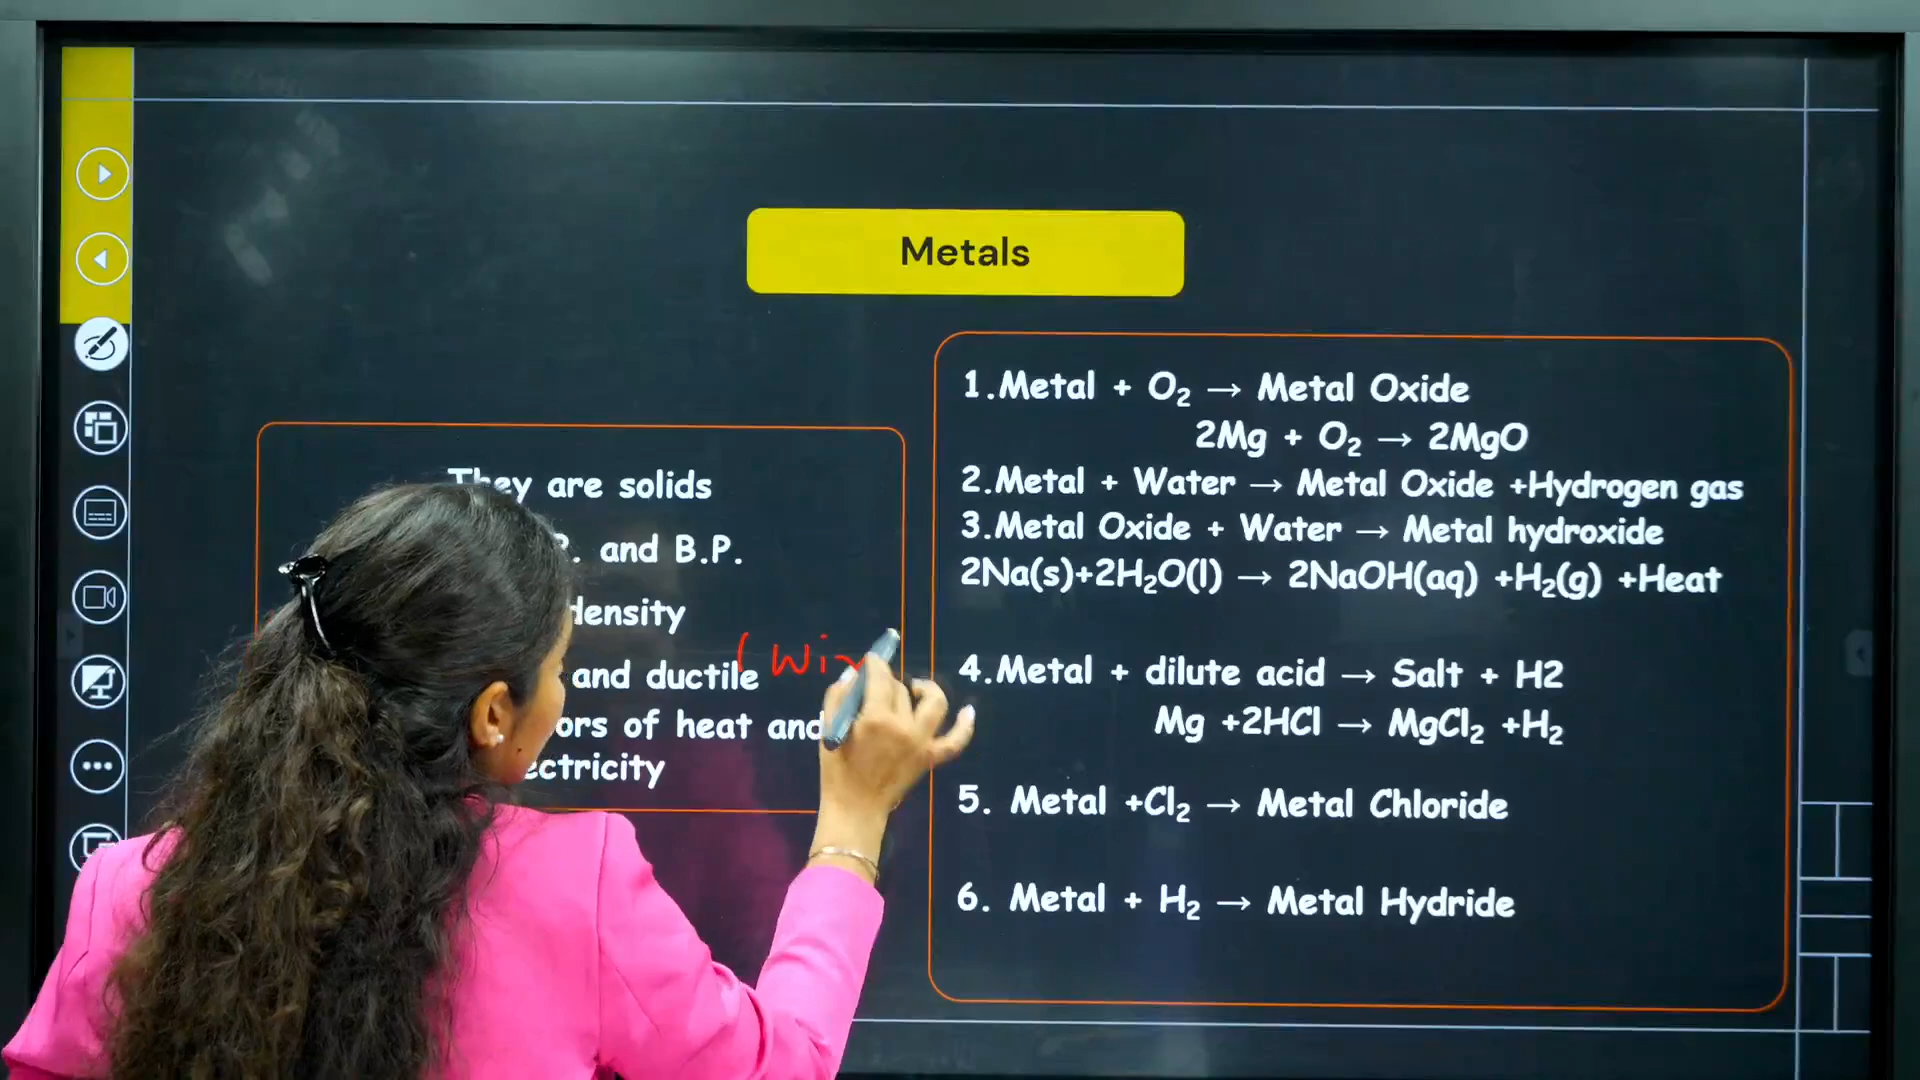 Metals
They are solids
and B.P.
density
and ductile (Wi
of heat and
1.Metal + O₂ → Metal Oxide
2Mg + O₂ → 2MgO
2.Metal + Water → Metal Oxide +Hydrogen gas
3.Metal Oxide + Water → Metal hydroxide
2Na(s)+2H₂O(l) → 2NaOH(aq) +H₂(g) +Heat
4.Metal + dilute acid → Salt + H2
Mg +2HCl → MgCl₂ +H₂
5. Metal +Cl₂ → Metal Chloride
6. Metal + H₂ → Metal Hydride